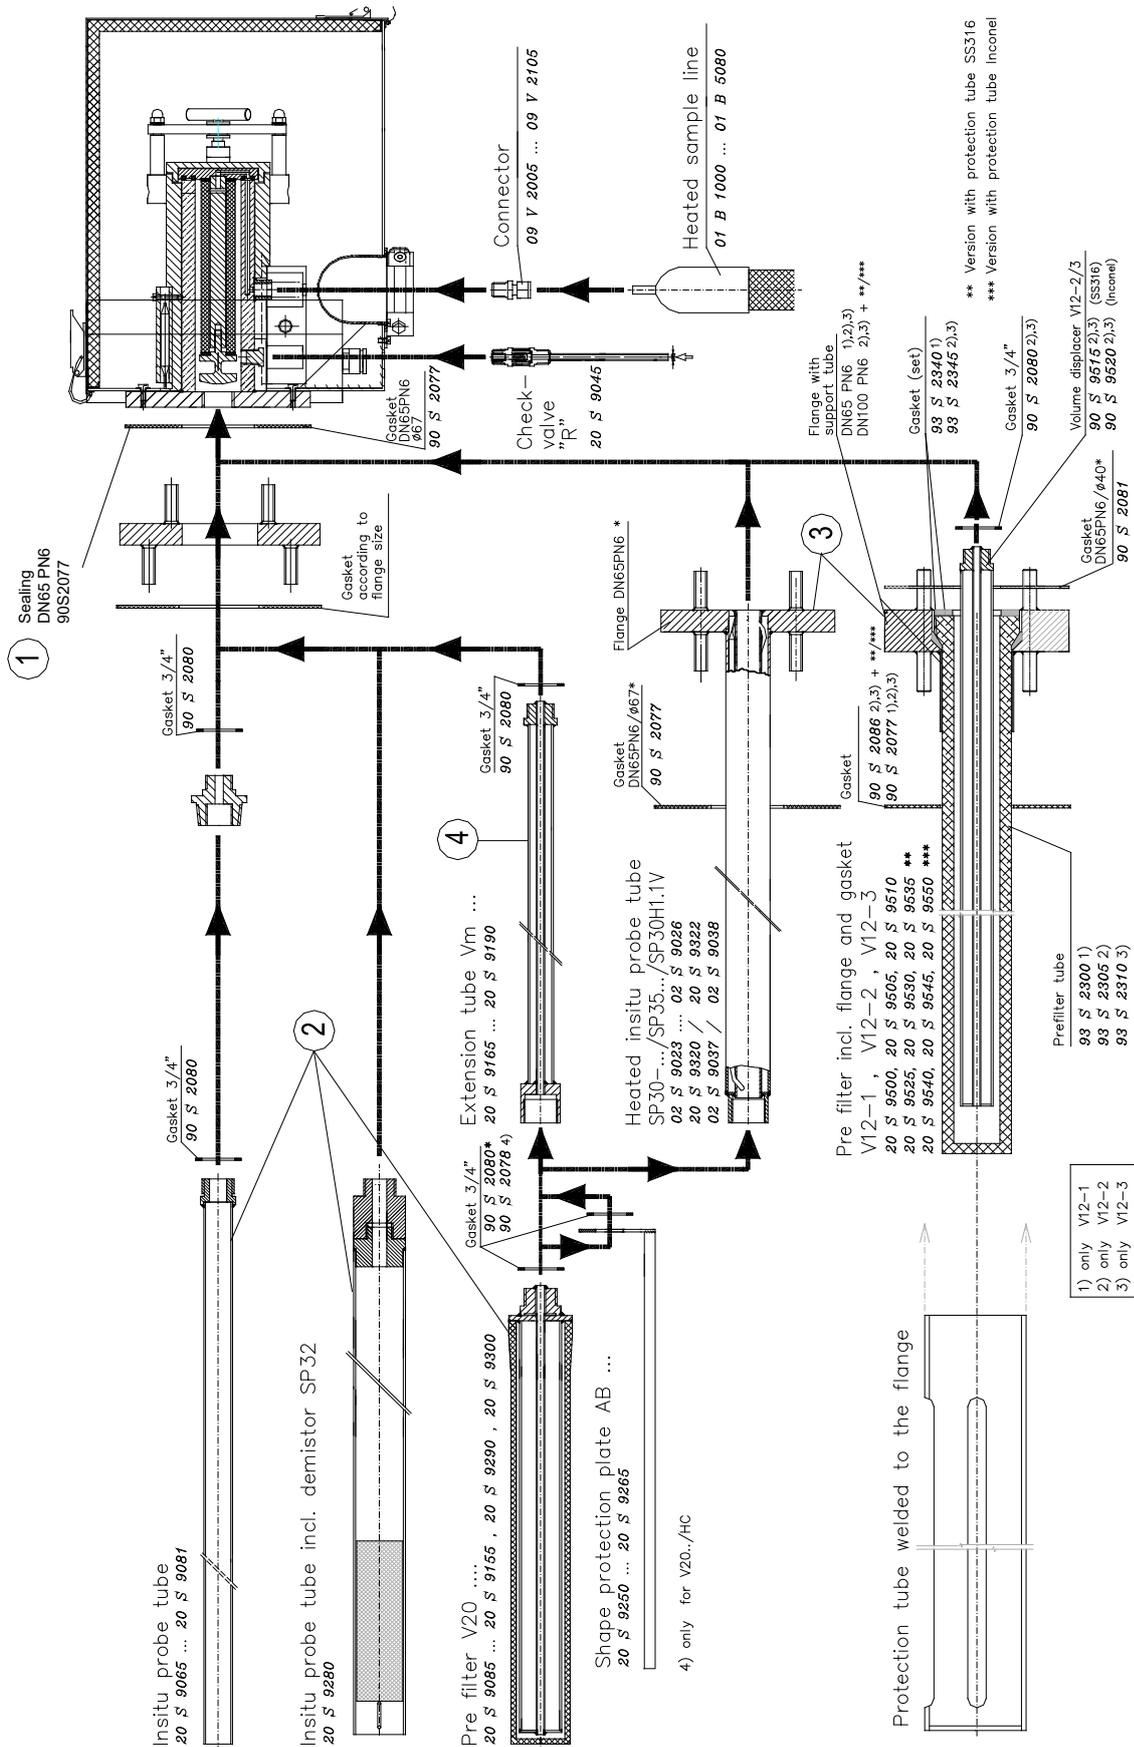 1
Sealing
DN65 PN6
90S2077
Gasket
DN65PN6
ø67
90 S 2077
Check-
valve
"R"
20 S 9045
Connector
09 V 2005 ... 09 V 2105
Heated sample line
01 B 1000 ... 01 B 5080
Gasket
according to
flange size
Gasket 3/4"
90 S 2080
Gasket 3/4"
90 S 2080
Insitu probe tube
20 S 9065 ... 20 S 9081
2
Insitu probe tube incl. demistor SP32
20 S 9280
Pre filter V20 ....
20 S 9085 ... 20 S 9155 , 20 S 9290 , 20 S 9300
Gasket 3/4"
90 S 2080*
90 S 2078 4)
Shape protection plate AB ...
20 S 9250 ... 20 S 9265
4) only for V20../HC
Extension tube Vm ...
20 S 9165 ... 20 S 9190
4
Gasket 3/4"
90 S 2080
Heated insitu probe tube
SP30-.../SP35.../SP30H1.1V
02 S 9023 .... 02 S 9026
20 S 9320 // 20 S 9322
02 S 9037 // 02 S 9038
Gasket
DN65PN6/ø67*
90 S 2077
Flange DN65PN6 *
3
Flange with
support tube
DN65 PN6 1),2),3)
DN100 PN6 2),3) + **/***
Gasket (set)
93 S 2340 1)
93 S 2345 2),3)
Gasket 3/4"
90 S 2080 2),3)
Volume displacer V12-2/3
90 S 9515 2),3) (SS316)
90 S 9520 2),3) (Inconel)
Gasket
DN65PN6/ø40*
90 S 2081
** Version with protection tube SS316
*** Version with protection tube Inconel
Gasket
90 S 2086 2),3) + **/***
90 S 2077 1),2),3)
Pre filter incl. flange and gasket
V12-1 , V12-2 , V12-3
20 S 9500, 20 S 9505, 20 S 9510
20 S 9525, 20 S 9530, 20 S 9535 **
20 S 9540, 20 S 9545, 20 S 9550 ***
Prefilter tube
93 S 2300 1)
93 S 2305 2)
93 S 2310 3)
Protection tube welded to the flange
1) only V12-1
2) only V12-2
3) only V12-3